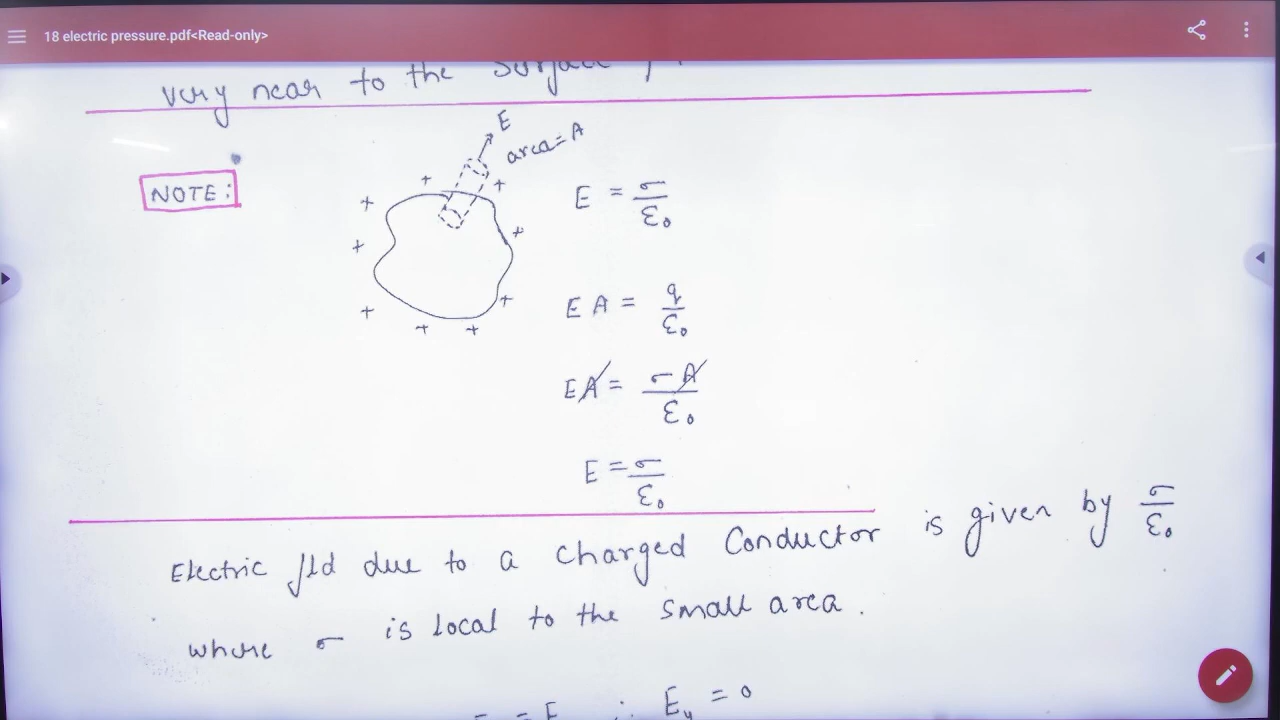 18 electric pressure.pdf<Read-only>
very near to the
NOTE:
E
area=A
+ + + + + + + + + +
E = σ/ε₀
EA = q/ε₀
EA = σA/ε₀
E = σ/ε₀
Electric fld due to a charged Conductor is given by σ/ε₀
where σ is local to the small area.
= E ∴ Ey = 0